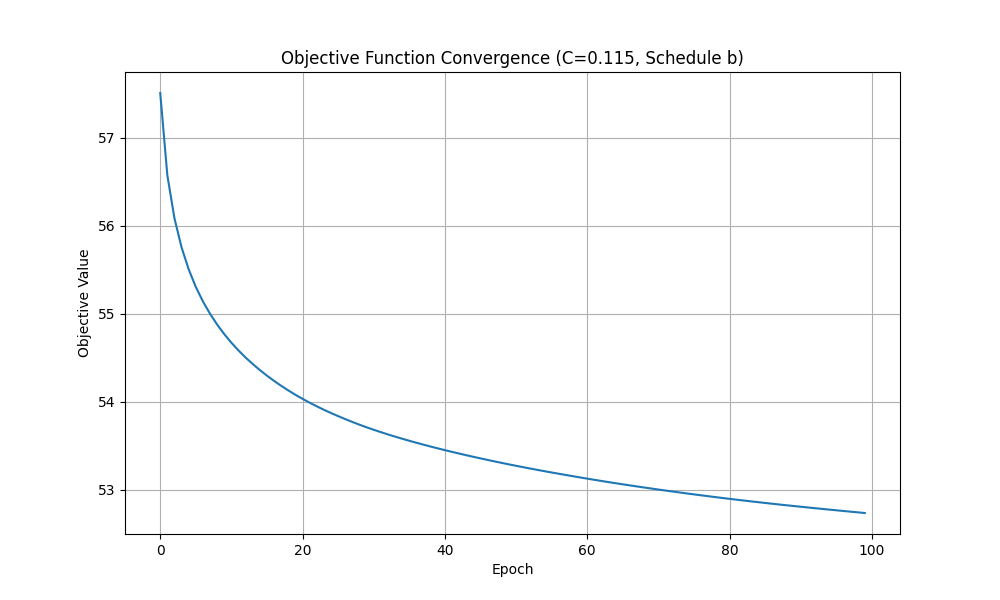 Objective Function Convergence (C=0.115, Schedule b)
Objective Value
57
56
55
54
53
0 20 40 60 80 100
Epoch